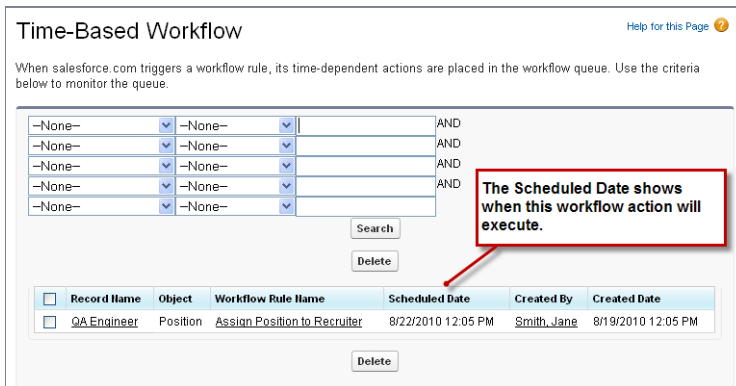 Time-Based Workflow
Help for this Page ?
When salesforce.com triggers a workflow rule, its time-dependent actions are placed in the workflow queue. Use the criteria
below to monitor the queue.
--None-- --None-- AND
--None-- --None-- AND
--None-- --None-- AND
--None-- --None-- AND
--None-- --None--
The Scheduled Date shows
when this workflow action will
execute.
Search
Delete
Record Name Object Workflow Rule Name Scheduled Date Created By Created Date
QA Engineer Position Assign Position to Recruiter 8/22/2010 12:05 PM Smith, Jane 8/19/2010 12:05 PM
Delete